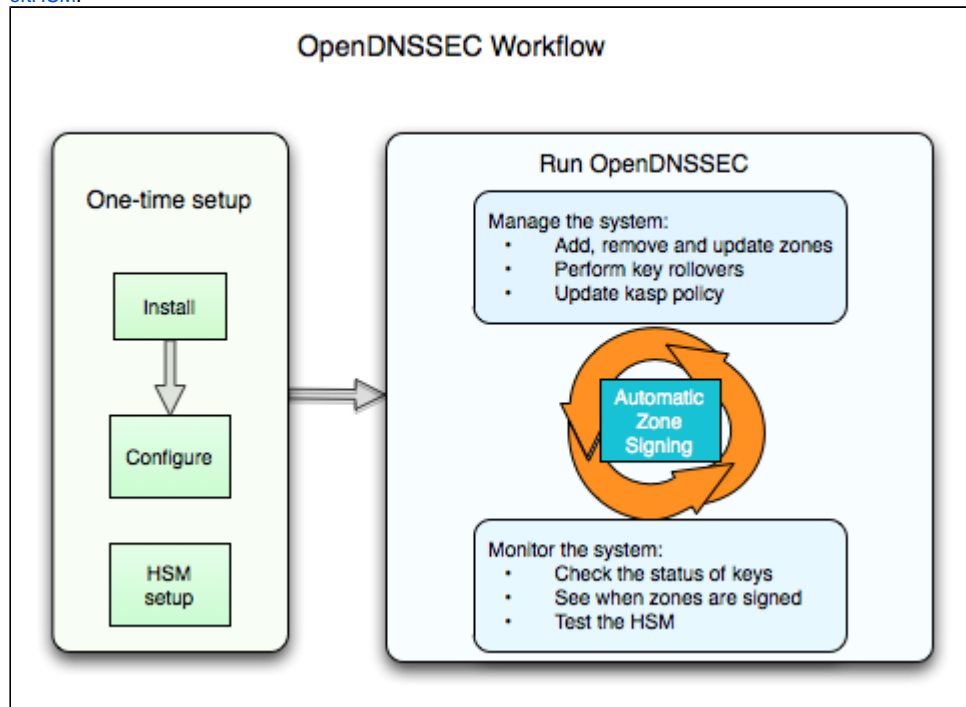 OpenDNSSEC Workflow
One-time setup
Install
Configure
HSM
setup
Run OpenDNSSEC
Manage the system:
• Add, remove and update zones
• Perform key rollovers
• Update kasp policy
Automatic
Zone
Signing
Monitor the system:
• Check the status of keys
• See when zones are signed
• Test the HSM